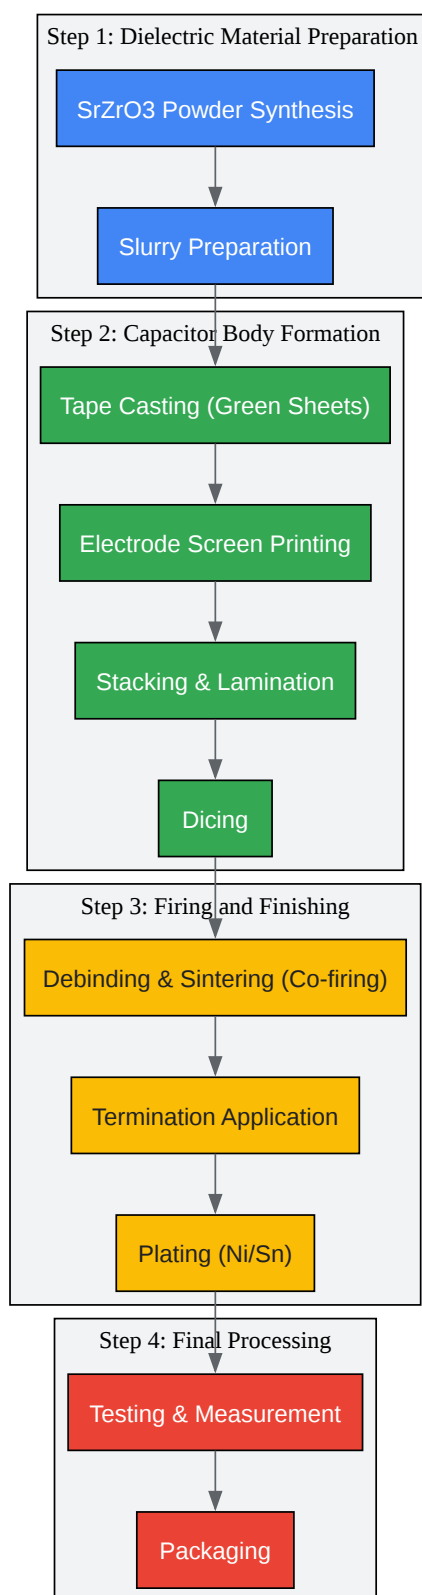 Step 1: Dielectric Material Preparation
SrZrO3 Powder Synthesis
Slurry Preparation
Step 2: Capacitor Body Formation
Tape Casting (Green Sheets)
Electrode Screen Printing
Stacking & Lamination
Dicing
Step 3: Firing and Finishing
Debinding & Sintering (Co-firing)
Termination Application
Plating (Ni/Sn)
Step 4: Final Processing
Testing & Measurement
Packaging